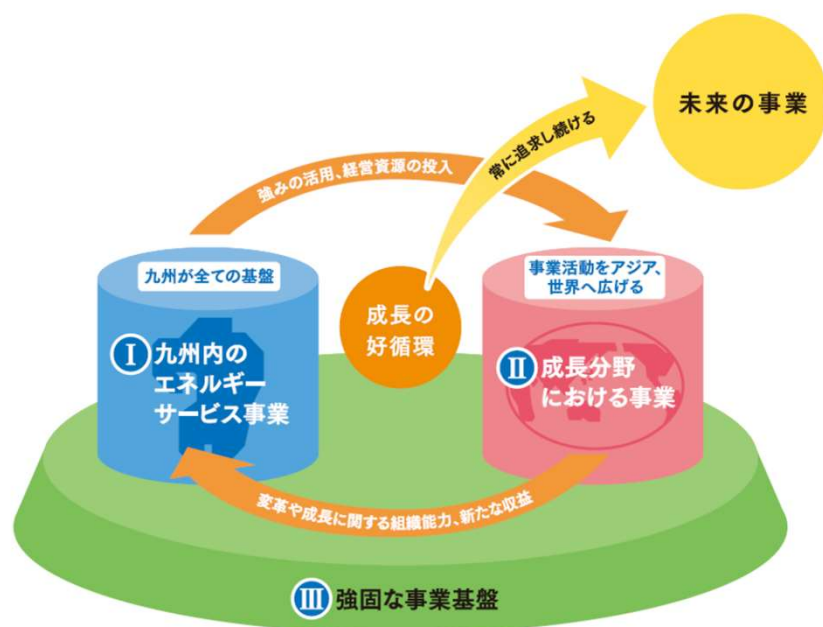 未来の事業
常に追求し続ける
強みの活用、経営資源の投入
九州が全ての基盤
事業活動をアジア、
世界へ広げる
成長の
好循環
Ⅰ 九州内の
エネルギー
サービス事業
Ⅱ 成長分野
における事業
変革や成長に関する組織能力、新たな収益
Ⅲ 強固な事業基盤